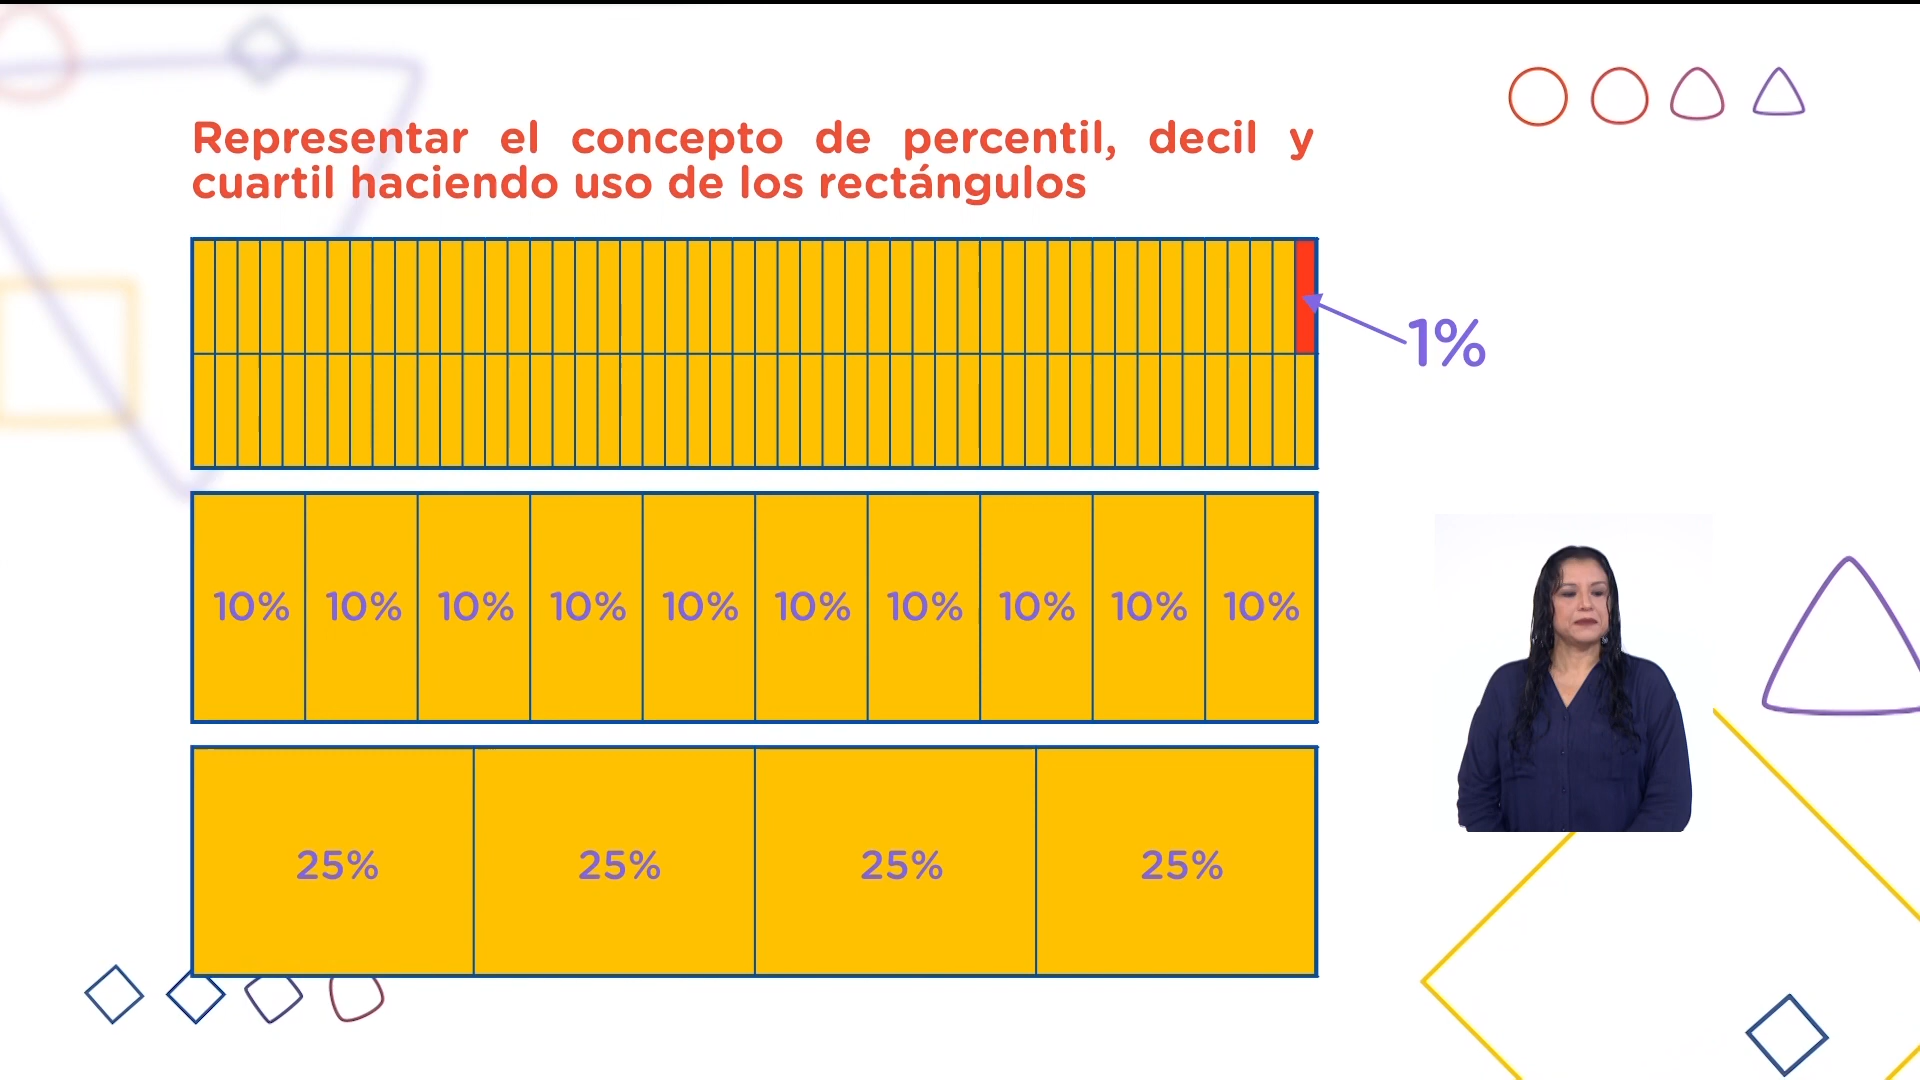 Representar el concepto de percentil, decil y
cuartil haciendo uso de los rectángulos
1%
10% 10% 10% 10% 10% 10% 10% 10% 10% 10%
25% 25% 25% 25%